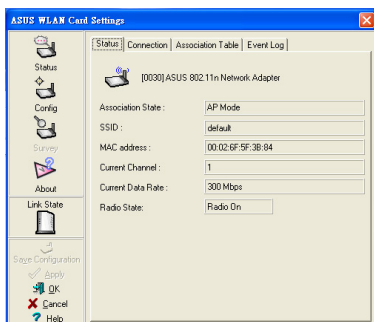 ASUS WLAN Card Settings
Status
Config
Survey
About
Link State
Save Configuration
Apply
OK
Cancel
Help
Status Connection Association Table Event Log
[0030] ASUS 802.11n Network Adapter
Association State : AP Mode
SSID : default
MAC address : 00:02:6F:5F:3B:84
Current Channel : 1
Current Data Rate : 300 Mbps
Radio State: Radio On